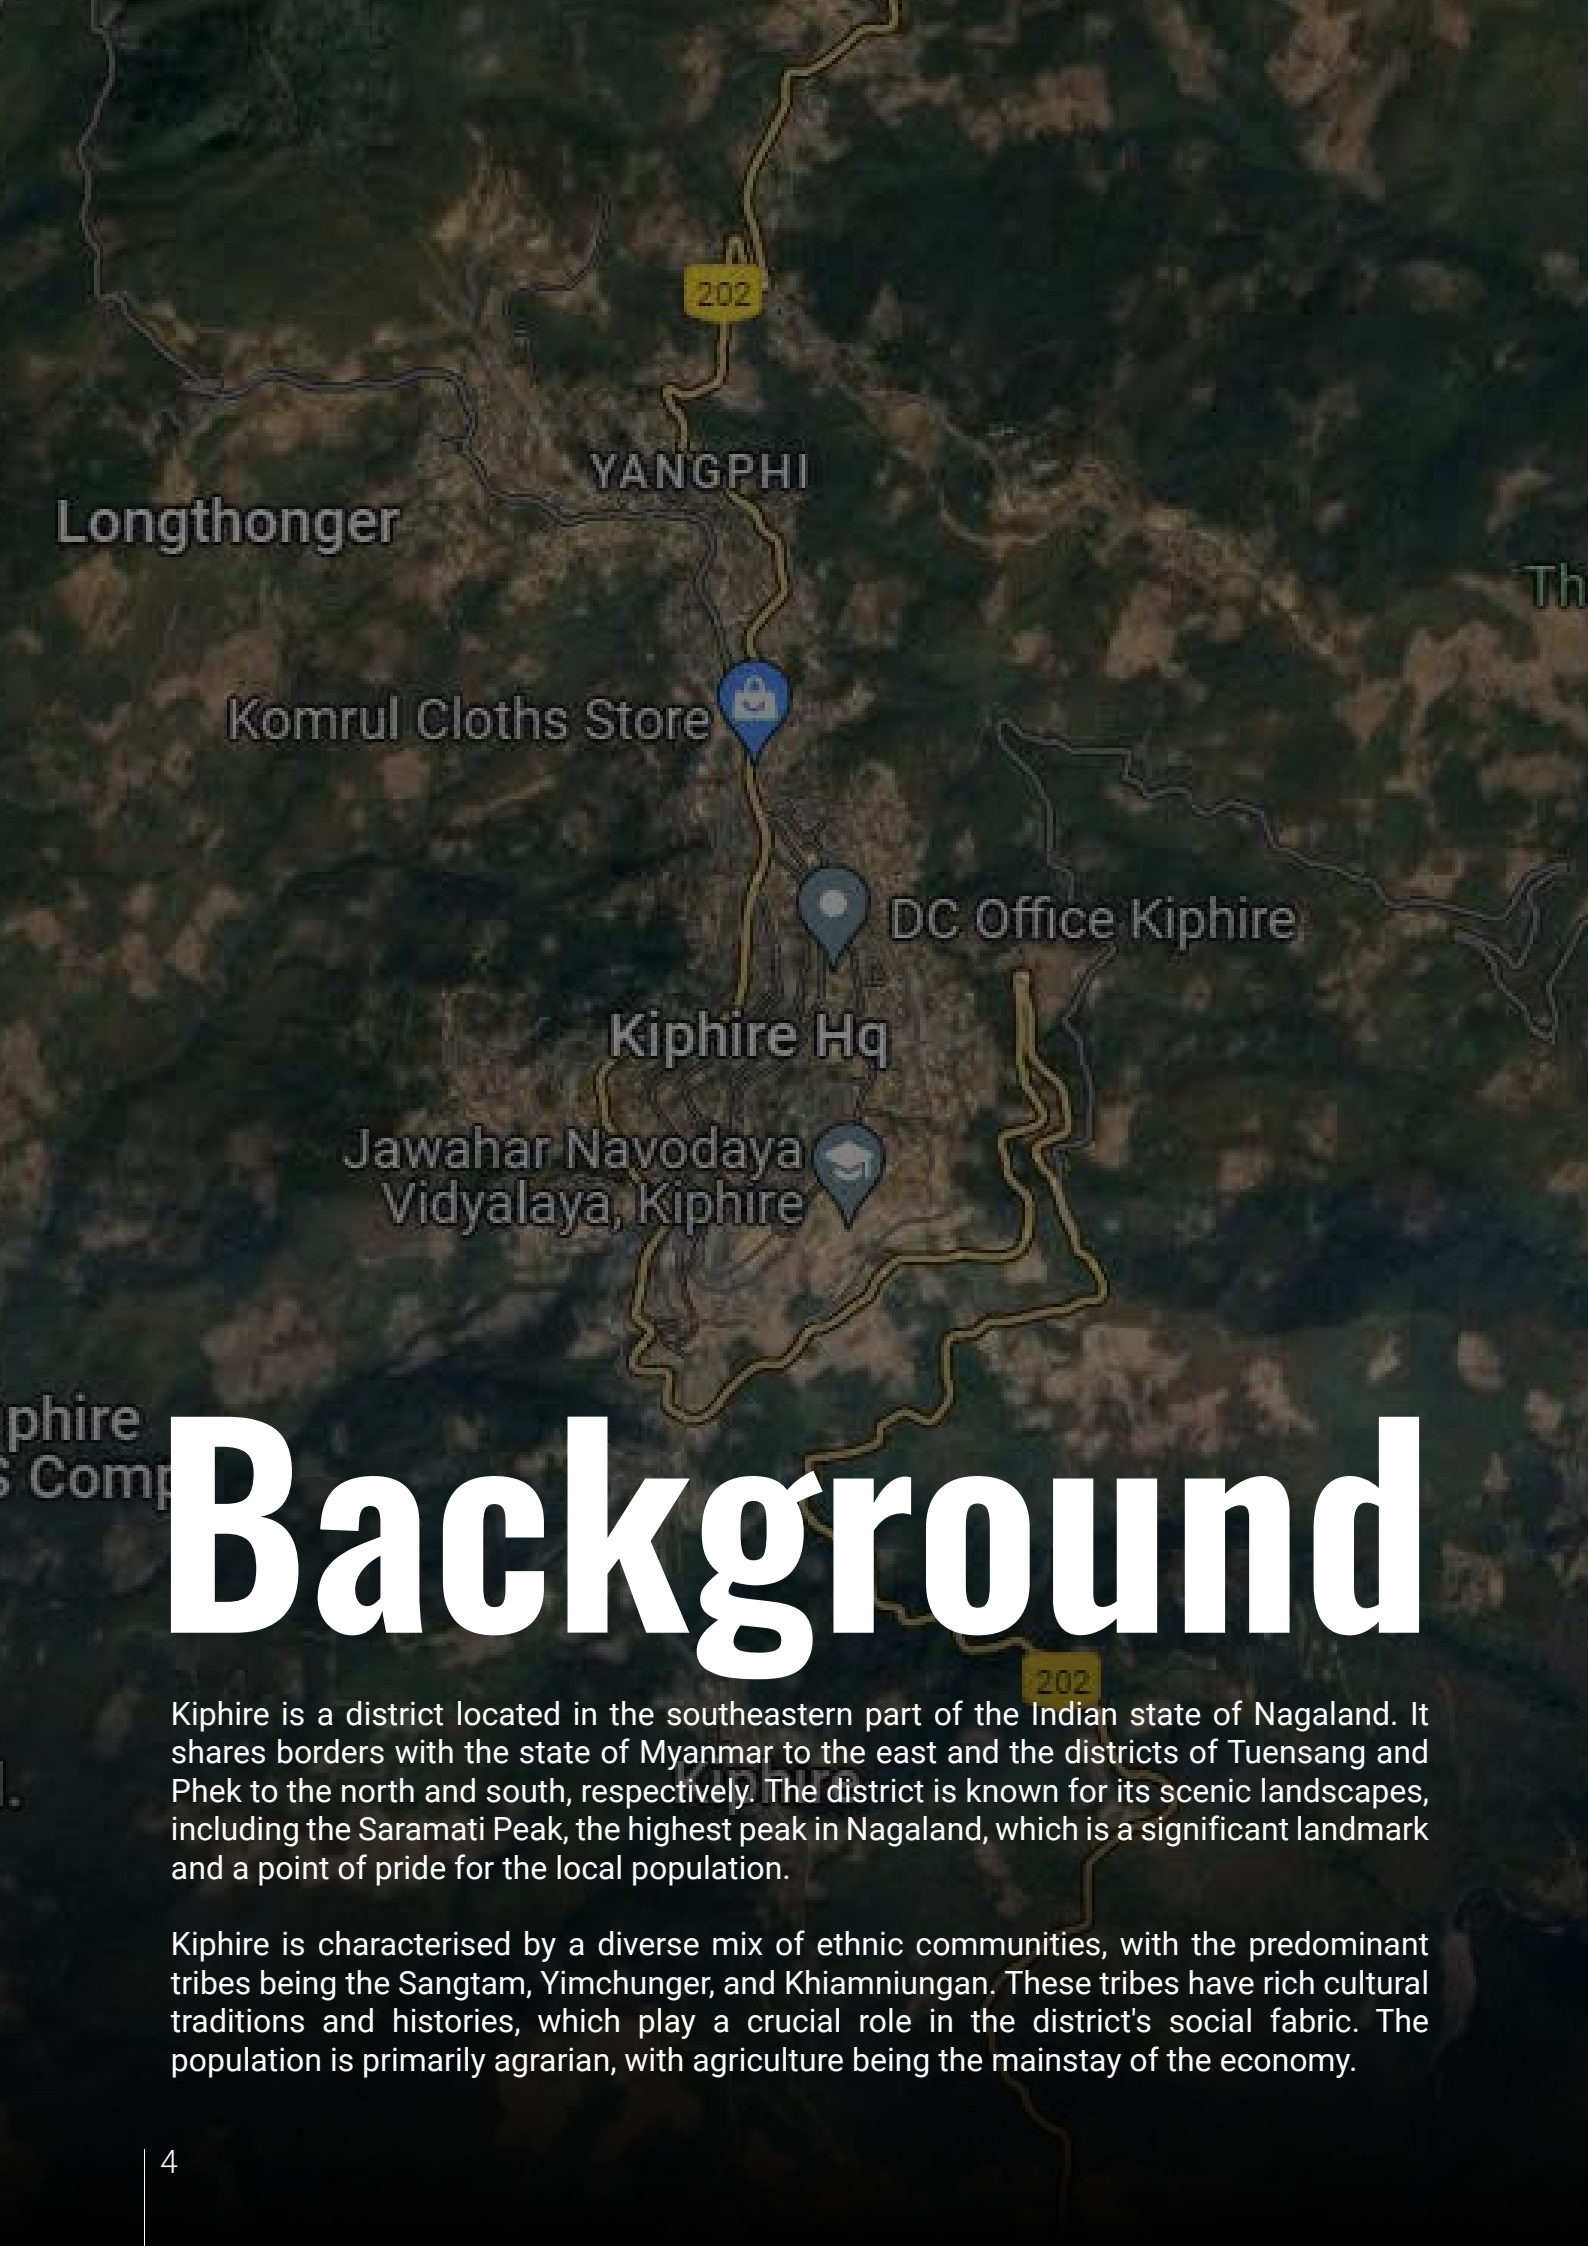 202
YANGPHI
Longthonger
Th
Komrul Cloths Store
DC Office Kiphire
Kiphire Hq
Jawahar Navodaya
Vidyalaya, Kiphire
phire
S Comp
Background
202
Kiphire is a district located in the southeastern part of the Indian state of Nagaland. It
shares borders with the state of Myanmar to the east and the districts of Tuensang and
Phek to the north and south, respectively. The district is known for its scenic landscapes,
including the Saramati Peak, the highest peak in Nagaland, which is a significant landmark
and a point of pride for the local population.
Kiphire
Kiphire is characterised by a diverse mix of ethnic communities, with the predominant
tribes being the Sangtam, Yimchunger, and Khiamniungan. These tribes have rich cultural
traditions and histories, which play a crucial role in the district's social fabric. The
population is primarily agrarian, with agriculture being the mainstay of the economy.
4